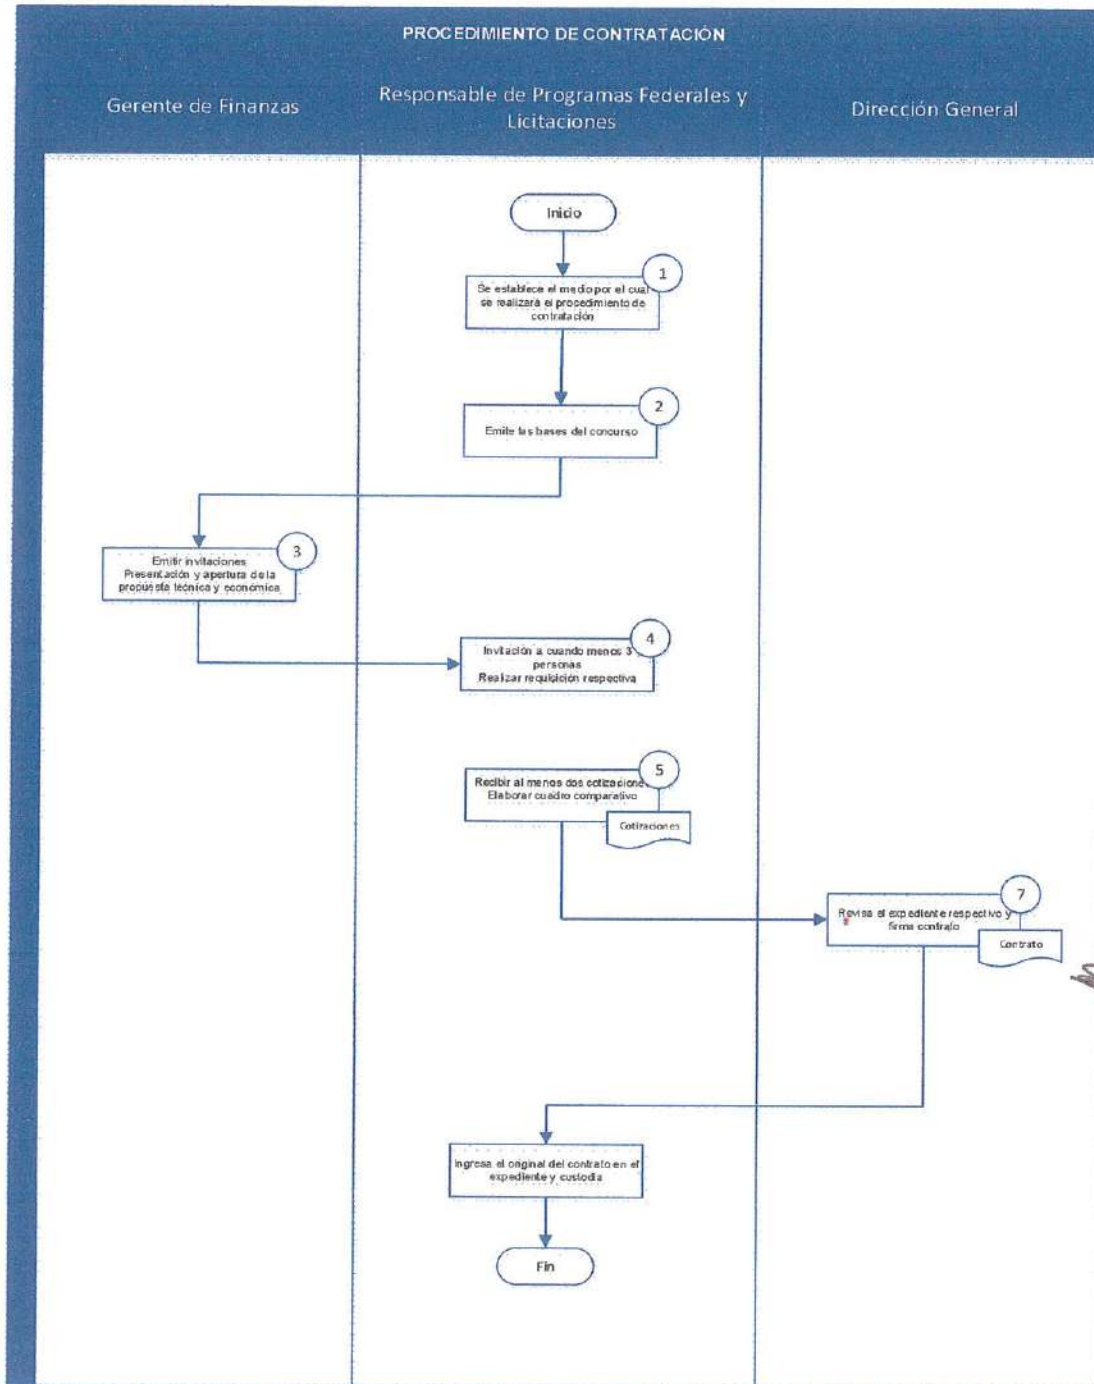 PROCEDIMIENTO DE CONTRATACIÓN
Gerente de Finanzas
Responsable de Programas Federales y
Licitaciones
Dirección General
Inicio
1
Se establece el medio por el cual
se realizará el procedimiento de
contratación
2
Emite las bases del concurso
3
Emitir invitaciones
Presentación y apertura de la
propuesta técnica y económica
4
Invitación a cuando menos 3
personas
Realizar requisición respectiva
5
Recibir al menos dos cotizaciones
Elaborar cuadro comparativo
Cotizaciones
7
Revisa el expediente respectivo y
firma contrato
Contrato
Ingresa el original del contrato en el
expediente y custodia
Fin